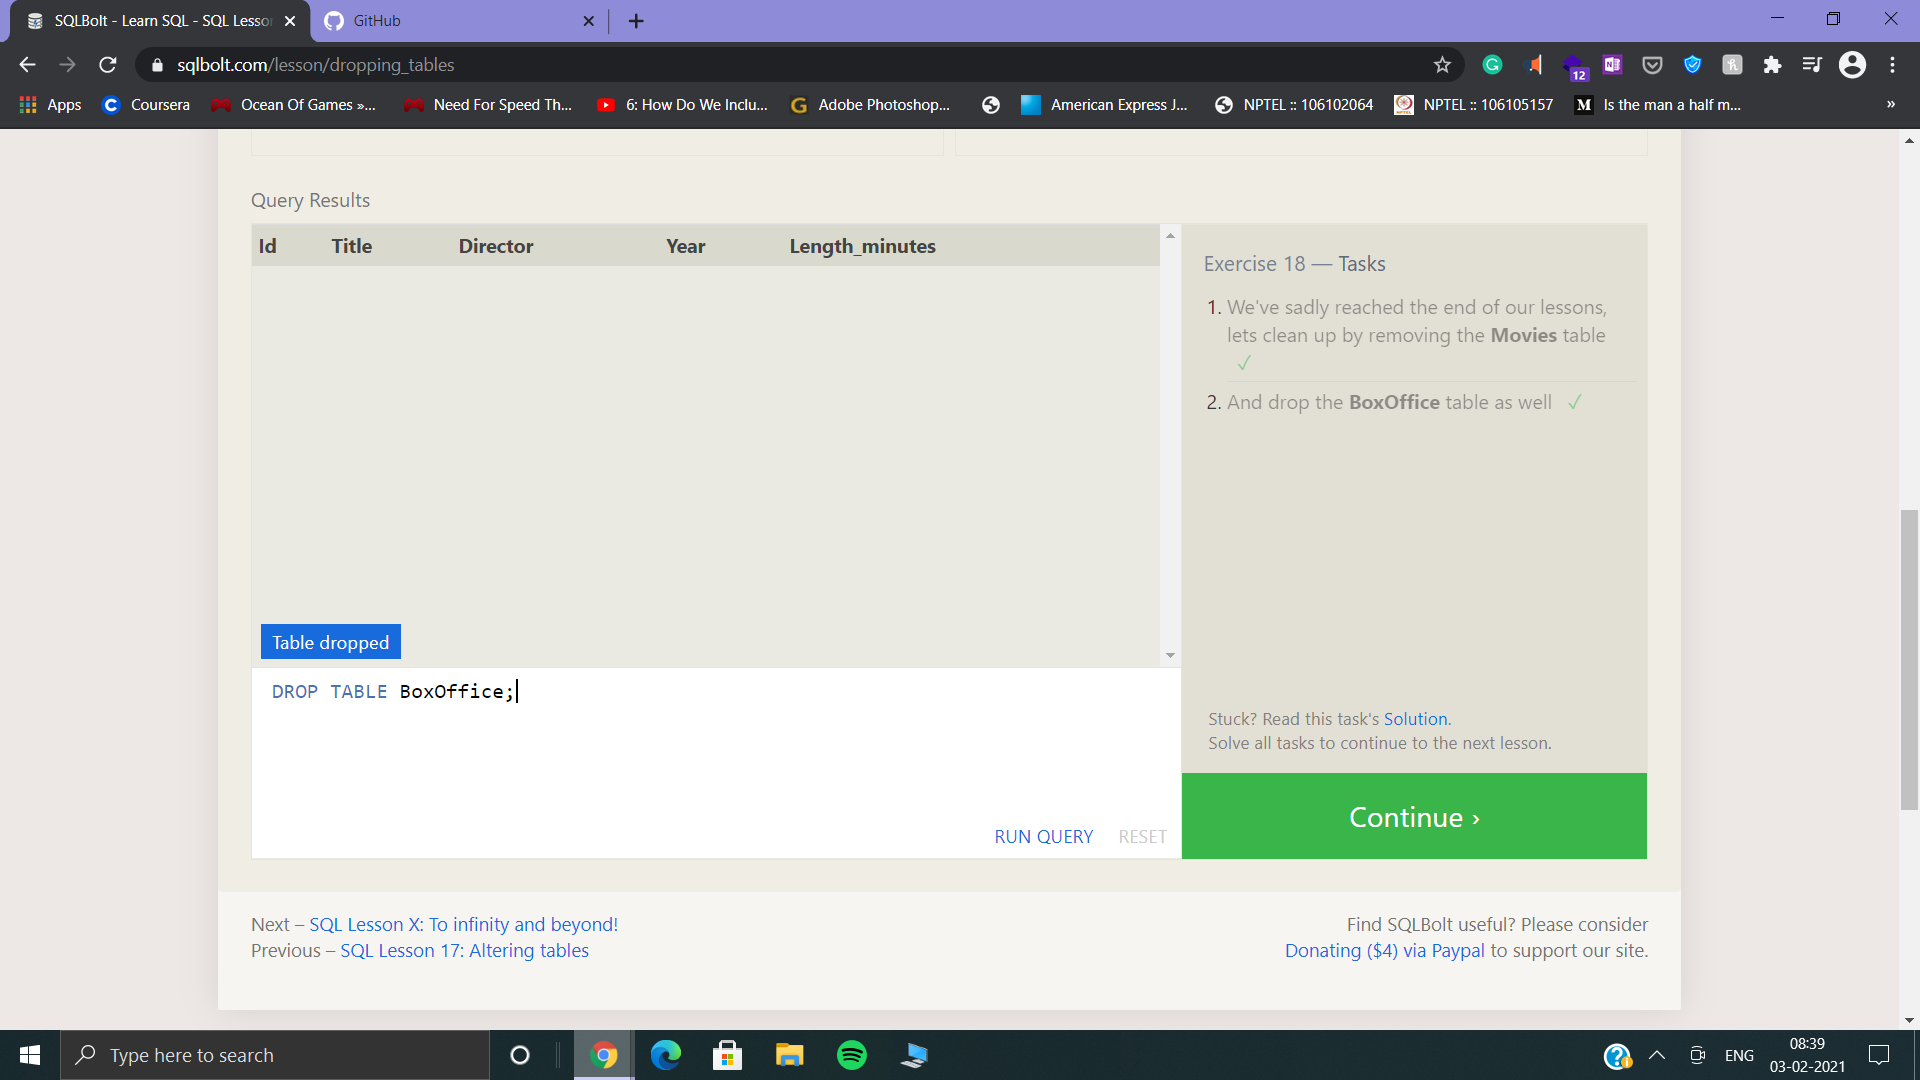 SQLBolt - Learn SQL - SQL Lesson
GitHub
sqlbolt.com/lesson/dropping_tables
12
Apps
Coursera
Ocean Of Games »...
Need For Speed Th...
6: How Do We Inclu...
Adobe Photoshop...
American Express J...
NPTEL :: 106102064
NPTEL :: 106105157
Is the man a half m...
»
Query Results
Id Title Director Year Length_minutes
Table dropped
DROP TABLE BoxOffice;
RUN QUERY RESET
Exercise 18 — Tasks
1. We've sadly reached the end of our lessons,
lets clean up by removing the Movies table
✓
2. And drop the BoxOffice table as well ✓
Stuck? Read this task's Solution.
Solve all tasks to continue to the next lesson.
Continue ›
Next – SQL Lesson X: To infinity and beyond!
Previous – SQL Lesson 17: Altering tables
Find SQLBolt useful? Please consider
Donating ($4) via Paypal to support our site.
Type here to search
ENG
08:39
03-02-2021